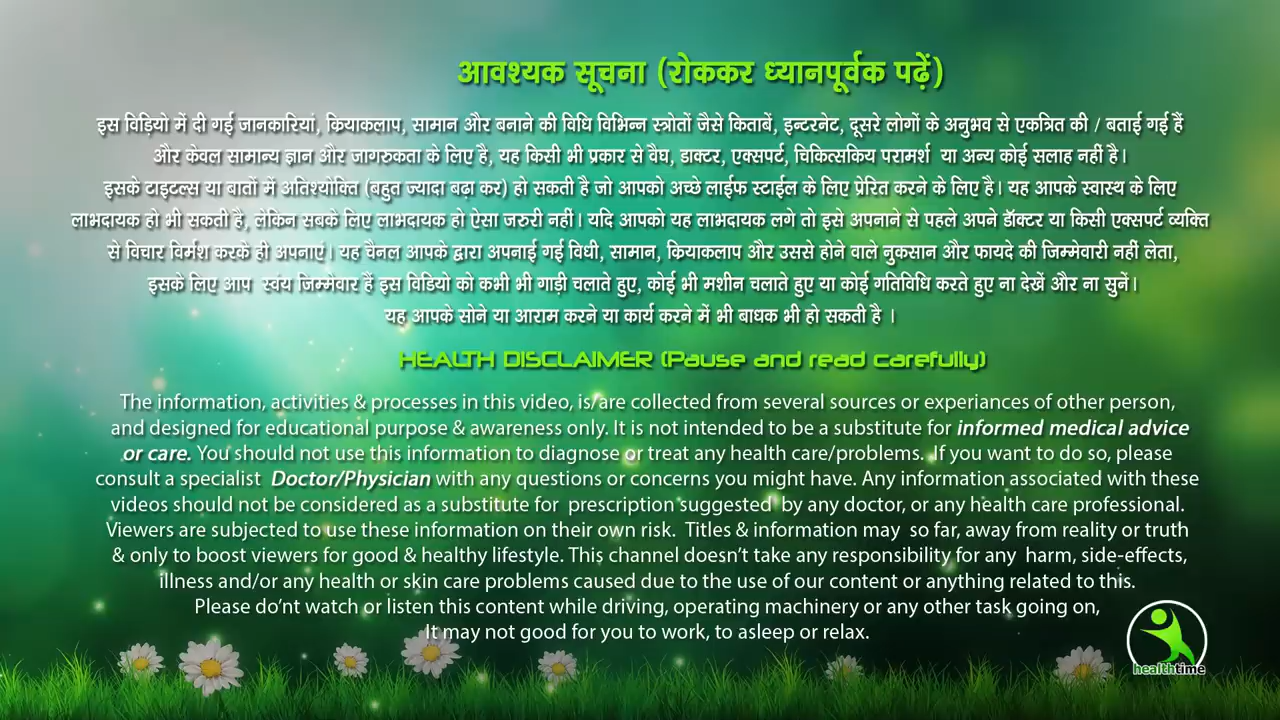 आवश्यक सूचना (रोककर ध्यानपूर्वक पढ़ें)
इस विड़ियो में दी गई जानकारियां, क्रियाकलाप, सामान और बनाने की विधि विभिन्न स्त्रोतों जैसे किताबें, इन्टरनेट, दूसरे लोगों के अनुभव से एकत्रित की / बताई गई हैं
और केवल सामान्य ज्ञान और जागरुकता के लिए है, यह किसी भी प्रकार से वैघ, डाक्टर, एक्सपर्ट, चिकित्सकिय परामर्श या अन्य कोई सलाह नहीं है।
इसके टाइटल्स या बातों में अतिश्योक्ति (बहुत ज्यादा बढ़ा कर) हो सकती है जो आपको अच्छे लाईफ स्टाईल के लिए प्रेरित करने के लिए है। यह आपके स्वास्थ के लिए
लाभदायक हो भी सकती है, लेकिन सबके लिए लाभदायक हो ऐसा जरुरी नहीं। यदि आपको यह लाभदायक लगे तो इसे अपनाने से पहले अपने डॉक्टर या किसी एक्सपर्ट व्यक्ति
से विचार विर्मश करके ही अपनाएं। यह चैनल आपके द्वारा अपनाई गई विधी, सामान, क्रियाकलाप और उससे होने वाले नुकसान और फायदे की जिम्मेवारी नहीं लेता,
इसके लिए आप स्वंय जिम्मेवार हैं इस विडियो को कभी भी गाड़ी चलाते हुए, कोई भी मशीन चलाते हुए या कोई गतिविधि करते हुए ना देखें और ना सुनें।
यह आपके सोने या आराम करने या कार्य करने में भी बाधक भी हो सकती है ।
HEALTH DISCLAIMER (Pause and read carefully)
The information, activities & processes in this video, is/are collected from several sources or experiances of other person,
and designed for educational purpose & awareness only. It is not intended to be a substitute for informed medical advice
or care. You should not use this information to diagnose or treat any health care/problems. If you want to do so, please
consult a specialist Doctor/Physician with any questions or concerns you might have. Any information associated with these
videos should not be considered as a substitute for prescription suggested by any doctor, or any health care professional.
Viewers are subjected to use these information on their own risk. Titles & information may so far, away from reality or truth
& only to boost viewers for good & healthy lifestyle. This channel doesn't take any responsibility for any harm, side-effects,
illness and/or any health or skin care problems caused due to the use of our content or anything related to this.
Please do'nt watch or listen this content while driving, operating machinery or any other task going on,
It may not good for you to work, to asleep or relax.
healthtime